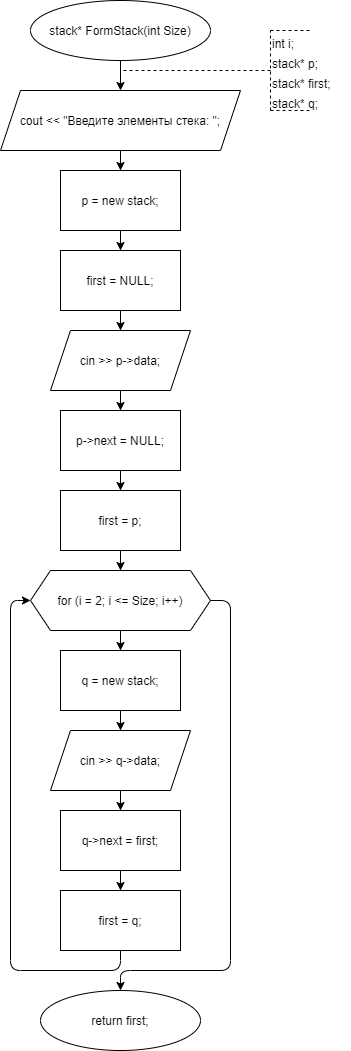 stack* FormStack(int Size)
int i;
stack* p;
stack* first;
stack* q;
cout << "Введите элементы стека: ";
p = new stack;
first = NULL;
cin >> p->data;
p->next = NULL;
first = p;
for (i = 2; i <= Size; i++)
q = new stack;
cin >> q->data;
q->next = first;
first = q;
return first;